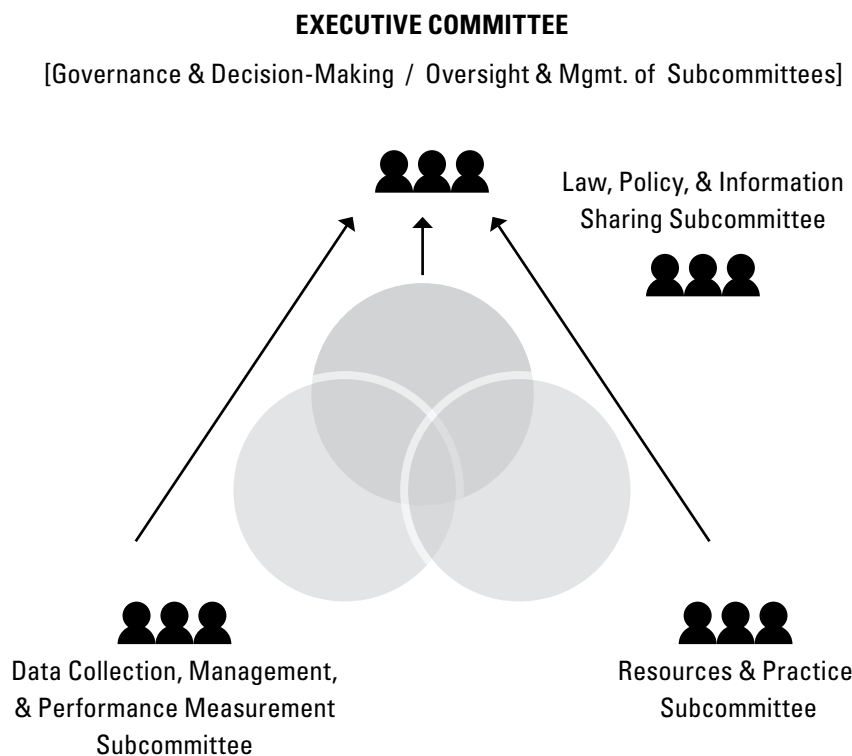 EXECUTIVE COMMITTEE
[Governance & Decision-Making / Oversight & Mgmt. of Subcommittees]
Law, Policy, & Information
Sharing Subcommittee
Data Collection, Management,
& Performance Measurement
Subcommittee
Resources & Practice
Subcommittee